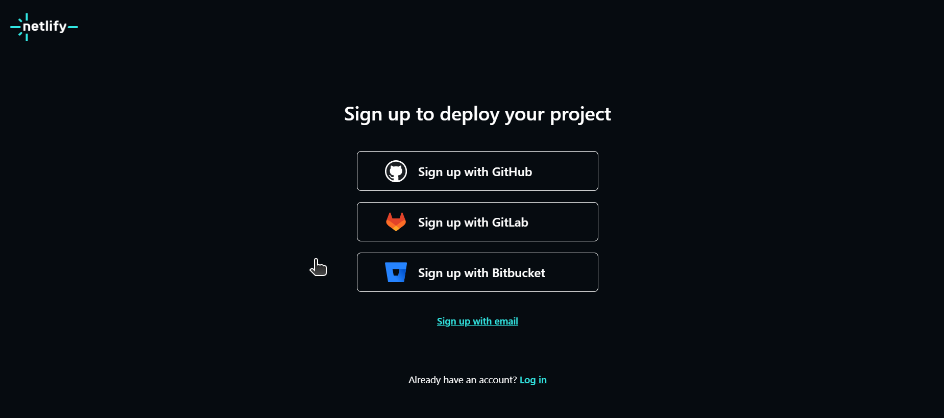 netlify
Sign up to deploy your project
Sign up with GitHub
Sign up with GitLab
Sign up with Bitbucket
Sign up with email
Already have an account? Log in